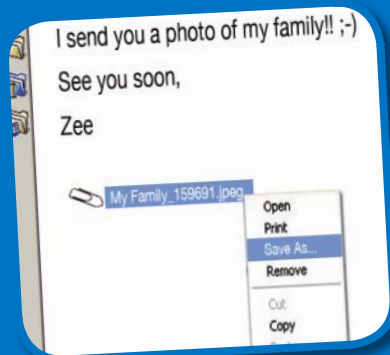 I send you a photo of my family!! ;-)
See you soon,
Zee
My Family_159691.jpeg
Open
Print
Save As...
Remove
Cut
Copy